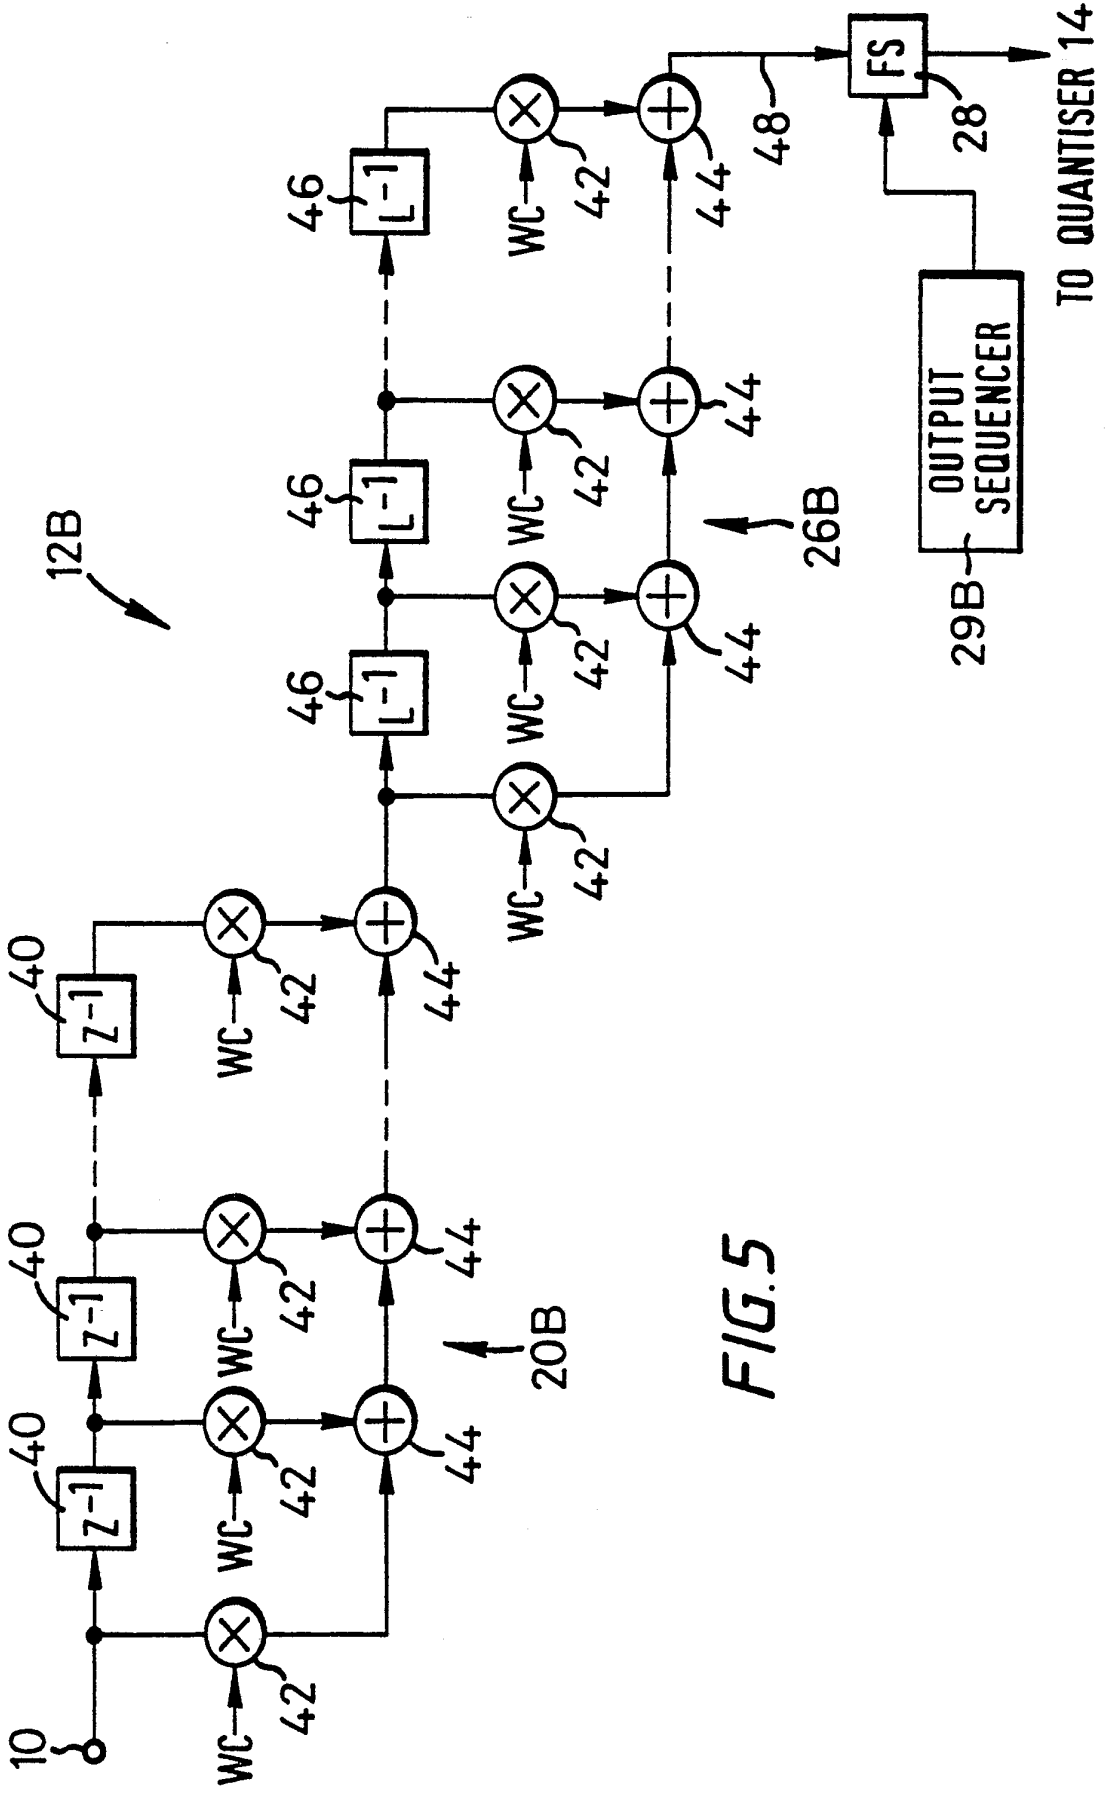 12B
10
40
Z-1
40
Z-1
40
Z-1
WC
42
WC
42
WC
42
WC
42
44
44
44
20B
46
L-1
46
L-1
46
L-1
WC
42
WC
42
WC
42
WC
42
44
44
44
26B
48
FS
28
29B
OUTPUT
SEQUENCER
TO QUANTISER 14
FIG.5